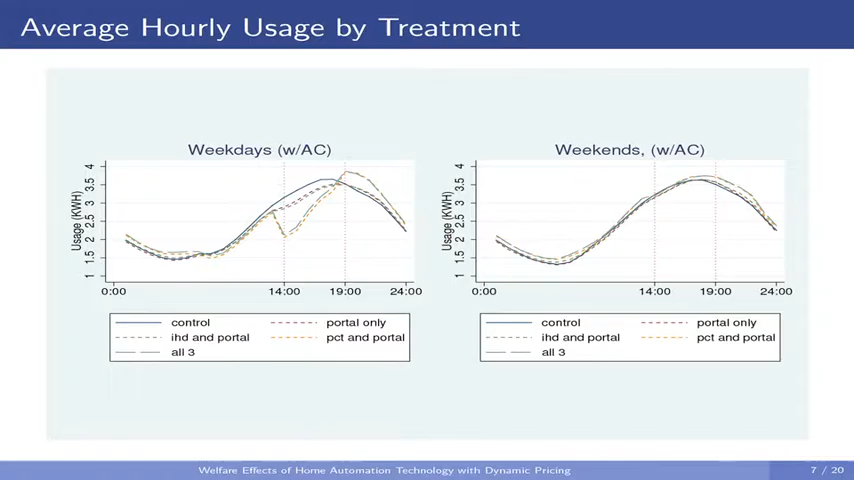 Average Hourly Usage by Treatment
Weekdays (w/AC)
Usage (KWH)
4
3.5
3
2.5
2
1.5
1
0:00 14:00 19:00 24:00
control portal only
ihd and portal pct and portal
all 3
Weekends, (w/AC)
Usage (KWH)
4
3.5
3
2.5
2
1.5
1
0:00 14:00 19:00 24:00
control portal only
ihd and portal pct and portal
all 3
Welfare Effects of Home Automation Technology with Dynamic Pricing
7 / 20